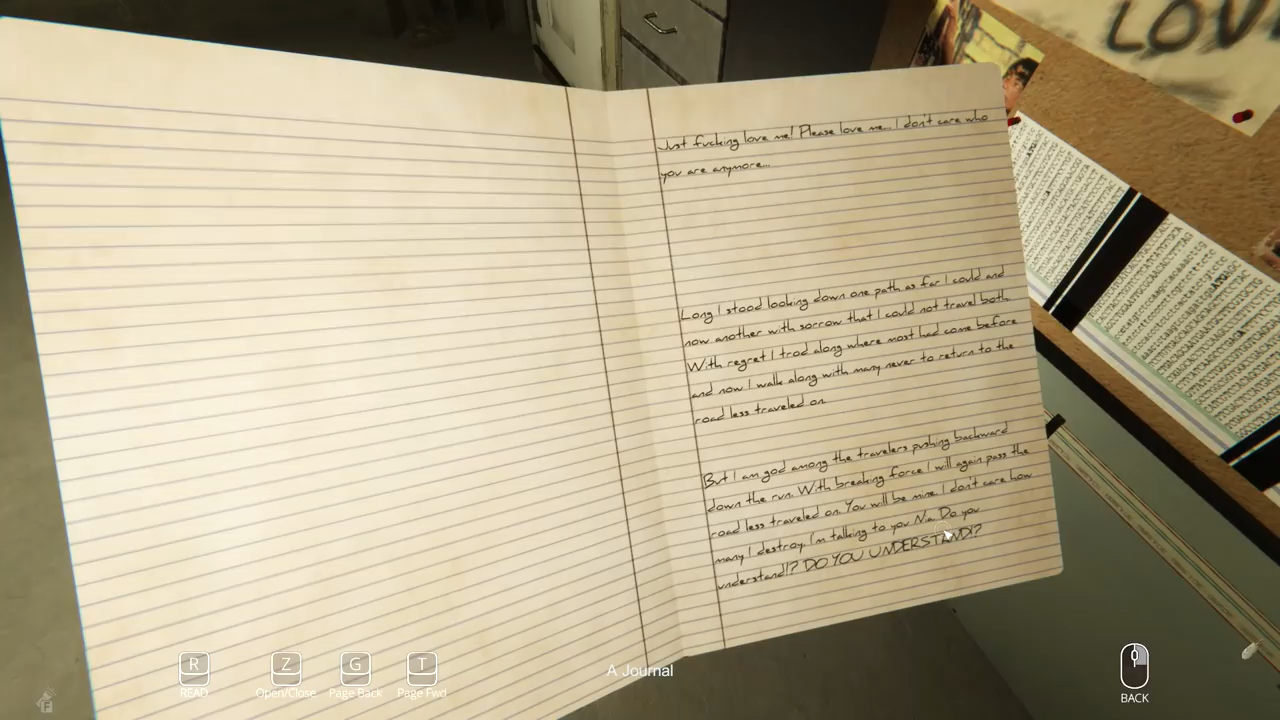 LOV
Just fucking love me! Please love me... I don't care who
you are anymore...
Long I stood looking down one path as far I could and
now another with sorrow that I could not travel both.
With regret I trod along where most had come before
and now I walk along with many never to return to the
road less traveled on.
But I am god among the travelers pushing backward
down the run. With breaking force I will again pass the
road less traveled on. You will be mine. I don't care how
many I destroy. I'm talking to you Nia. Do you
understand!? DO YOU UNDERSTAND!?
R
READ
Z
Open/Close
G
Page Back
T
Page Fwd
A Journal
BACK
F